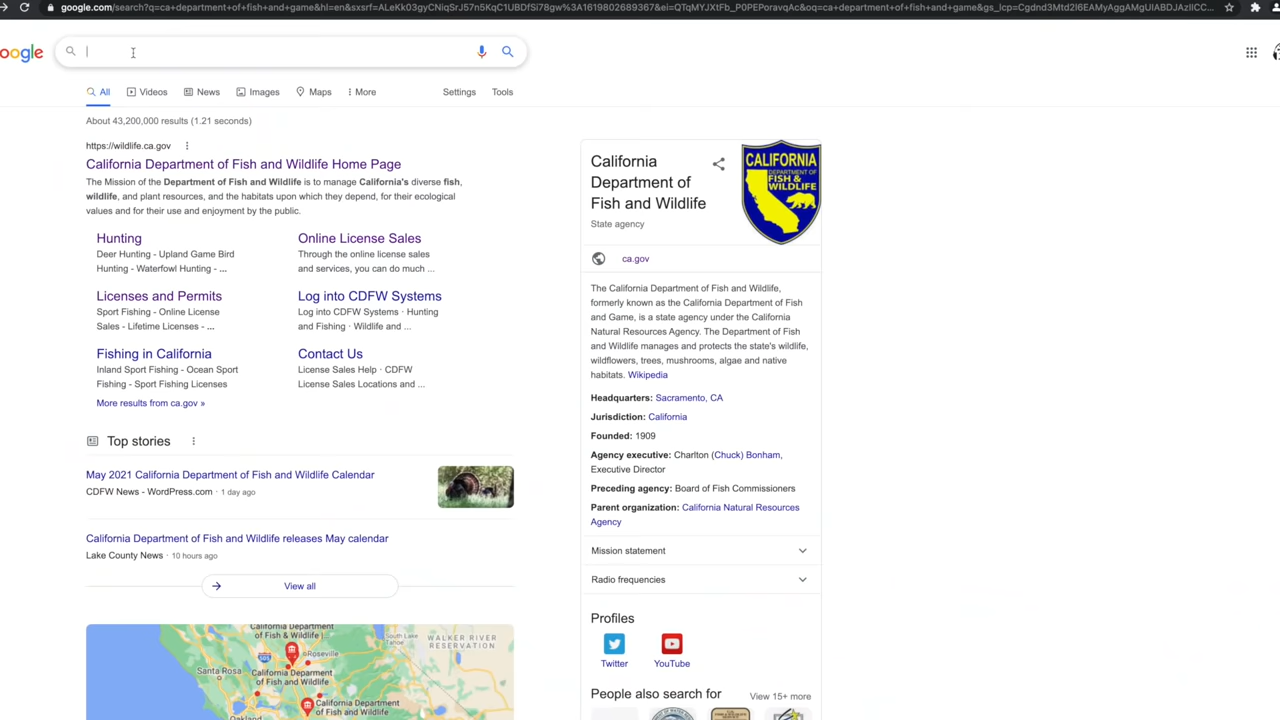 google.com/search?q=ca+department+of+fish+and+game&hl=en&sxsrf=ALeKk03gyCNiqSrJ57n5KqC1UBDfSi78gw%3A1619802689367&ei=QTqMYJXtFb_P0PEPoravqAc&oq=ca+department+of+fish+and+game&gs_lcp=Cgdnd3Mtd2l6EAMyAggAMgUIABDJAzIICC...
oogle
All
Videos
News
Images
Maps
More
Settings
Tools
About 43,200,000 results (1.21 seconds)
https://wildlife.ca.gov
California Department of Fish and Wildlife Home Page
The Mission of the Department of Fish and Wildlife is to manage California's diverse fish,
wildlife, and plant resources, and the habitats upon which they depend, for their ecological
values and for their use and enjoyment by the public.
Hunting
Deer Hunting - Upland Game Bird
Hunting - Waterfowl Hunting - ...
Online License Sales
Through the online license sales
and services, you can do much ...
Licenses and Permits
Sport Fishing - Online License
Sales - Lifetime Licenses - ...
Log into CDFW Systems
Log into CDFW Systems · Hunting
and Fishing · Wildlife and ...
Fishing in California
Inland Sport Fishing - Ocean Sport
Fishing - Sport Fishing Licenses
Contact Us
License Sales Help · CDFW
License Sales Locations and ...
More results from ca.gov »
Top stories
May 2021 California Department of Fish and Wildlife Calendar
CDFW News - WordPress.com · 1 day ago
California Department of Fish and Wildlife releases May calendar
Lake County News · 10 hours ago
View all
California Department
of Fish & Wildlife
South Lake
Tahoe
WALKER RIVER
RESERVATION
Roseville
Santa Rosa
California Department
of Fish and Wildlife
California Department
of Fish and Wildlife
Oakland
California
Department of
Fish and Wildlife
State agency
CALIFORNIA
DEPARTMENT OF
FISH &
WILDLIFE
ca.gov
The California Department of Fish and Wildlife,
formerly known as the California Department of Fish
and Game, is a state agency under the California
Natural Resources Agency. The Department of Fish
and Wildlife manages and protects the state's wildlife,
wildflowers, trees, mushrooms, algae and native
habitats. Wikipedia
Headquarters: Sacramento, CA
Jurisdiction: California
Founded: 1909
Agency executive: Charlton (Chuck) Bonham,
Executive Director
Preceding agency: Board of Fish Commissioners
Parent organization: California Natural Resources
Agency
Mission statement
Radio frequencies
Profiles
Twitter
YouTube
People also search for
View 15+ more